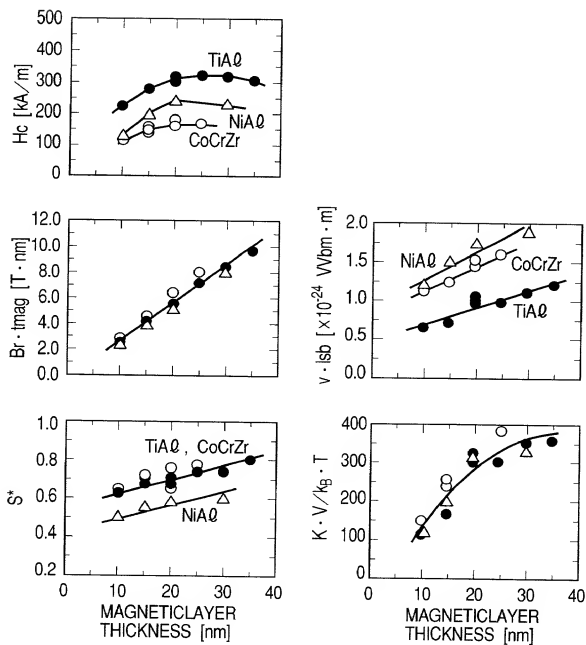 500
400
300
200
100
0
Hc [kA/m]
TiAl
NiAl
CoCrZr
12.0
10.0
8.0
6.0
4.0
2.0
0.0
Br · tmag [T · nm]
2.0
1.5
1.0
0.5
0.0
v · Isb [×10-24 Wbm · m]
NiAl
CoCrZr
TiAl
1.0
0.8
0.6
0.4
0.2
S*
TiAl , CoCrZr
NiAl
0 10 20 30 40
MAGNETICLAYER
THICKNESS [nm]
400
300
200
100
0
K · V/kB · T
0 10 20 30 40
MAGNETICLAYER
THICKNESS [nm]